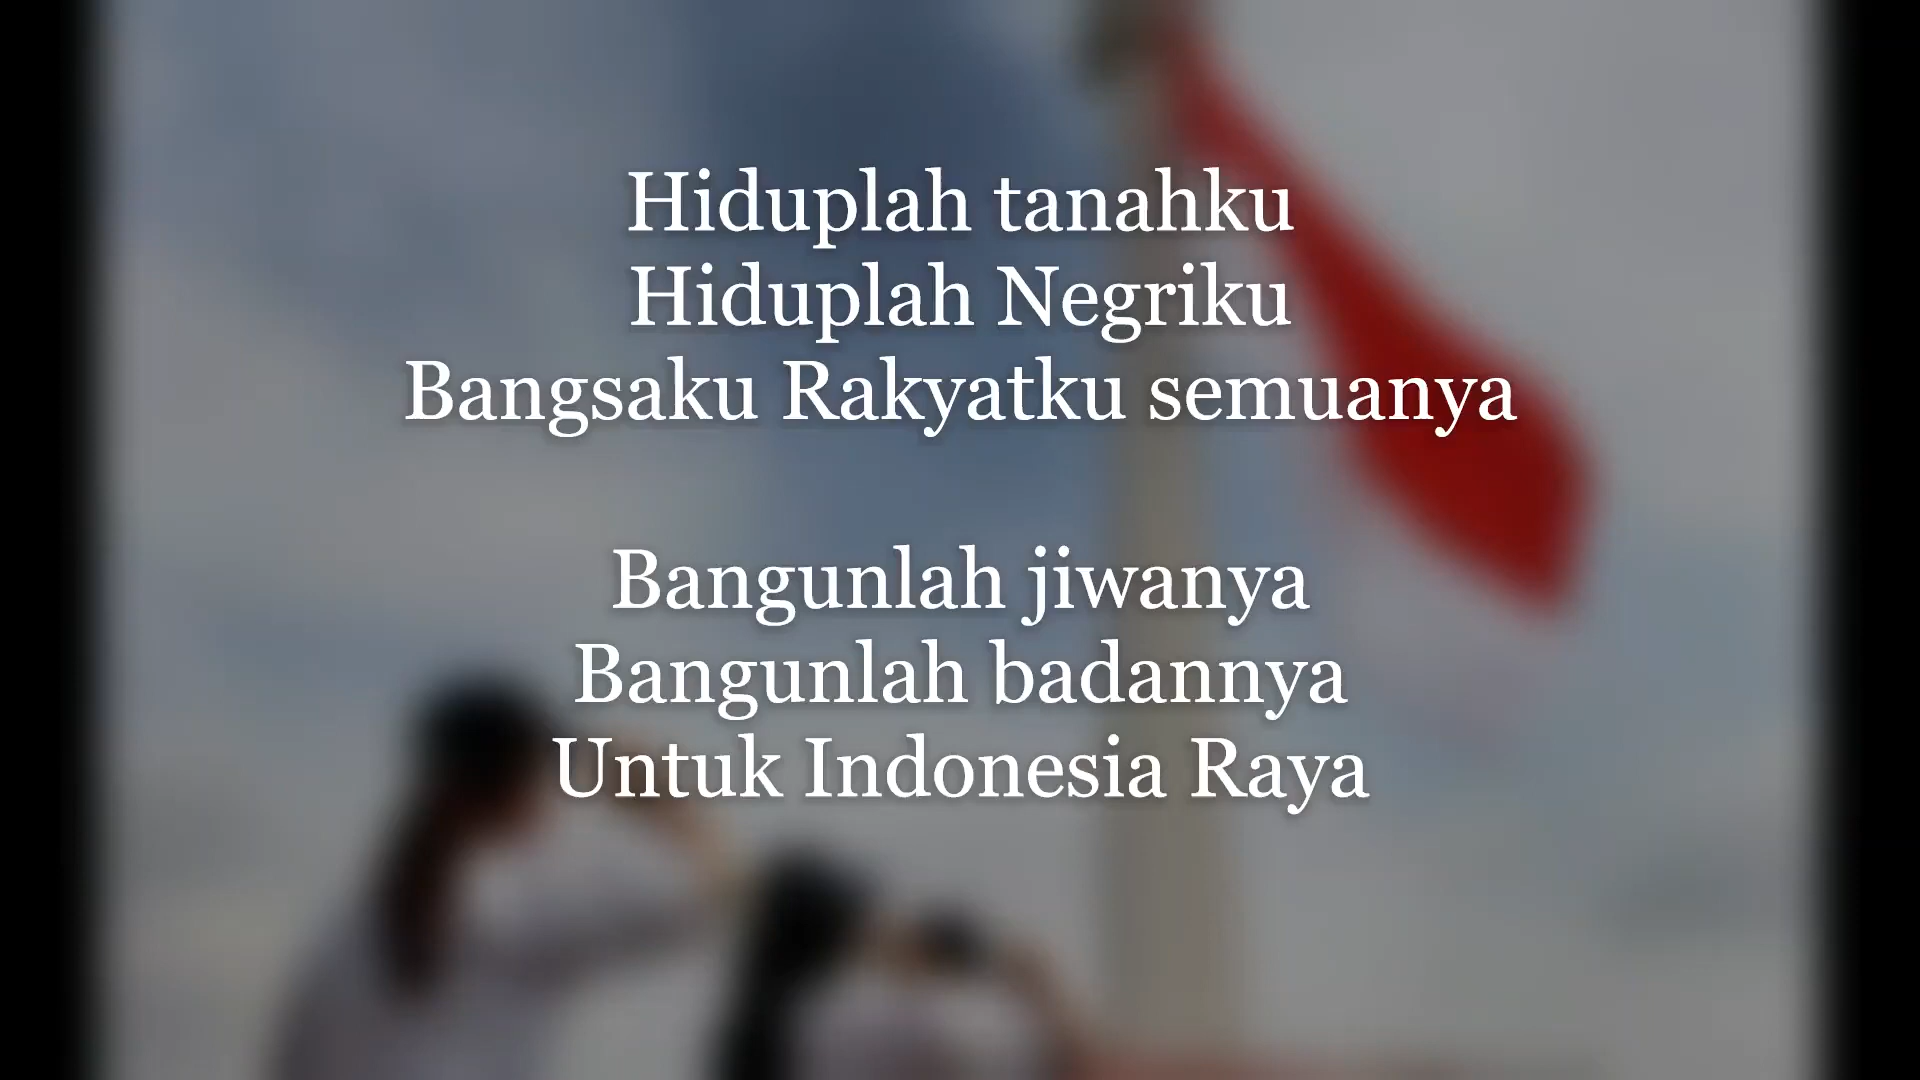 Hiduplah tanahku
Hiduplah Negriku
Bangsaku Rakyatku semuanya
Bangunlah jiwanya
Bangunlah badannya
Untuk Indonesia Raya